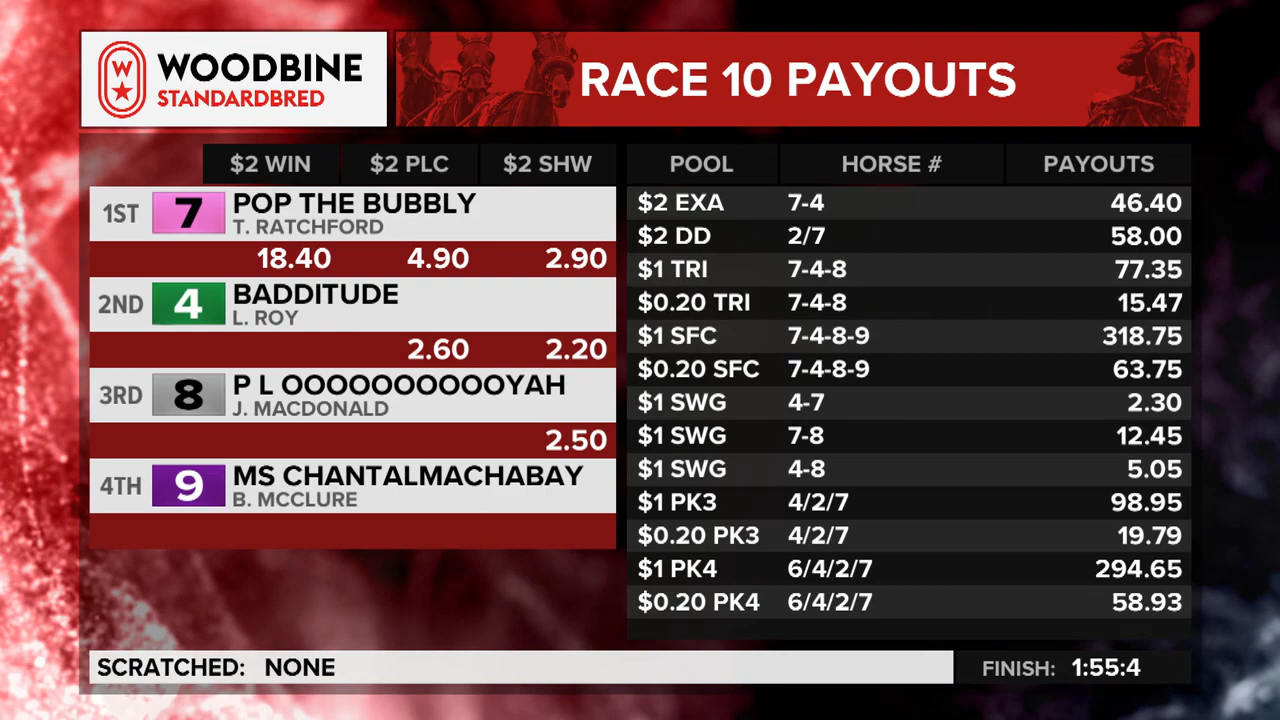 W
WOODBINE
STANDARDBRED
RACE 10 PAYOUTS
$2 WIN $2 PLC $2 SHW
1ST 7 POP THE BUBBLY
T. RATCHFORD
18.40 4.90 2.90
2ND 4 BADDITUDE
L. ROY
2.60 2.20
3RD 8 P L OOOOOOOOOOYAH
J. MACDONALD
2.50
4TH 9 MS CHANTALMACHABAY
B. MCCLURE
POOL HORSE # PAYOUTS
$2 EXA 7-4 46.40
$2 DD 2/7 58.00
$1 TRI 7-4-8 77.35
$0.20 TRI 7-4-8 15.47
$1 SFC 7-4-8-9 318.75
$0.20 SFC 7-4-8-9 63.75
$1 SWG 4-7 2.30
$1 SWG 7-8 12.45
$1 SWG 4-8 5.05
$1 PK3 4/2/7 98.95
$0.20 PK3 4/2/7 19.79
$1 PK4 6/4/2/7 294.65
$0.20 PK4 6/4/2/7 58.93
SCRATCHED: NONE
FINISH: 1:55:4